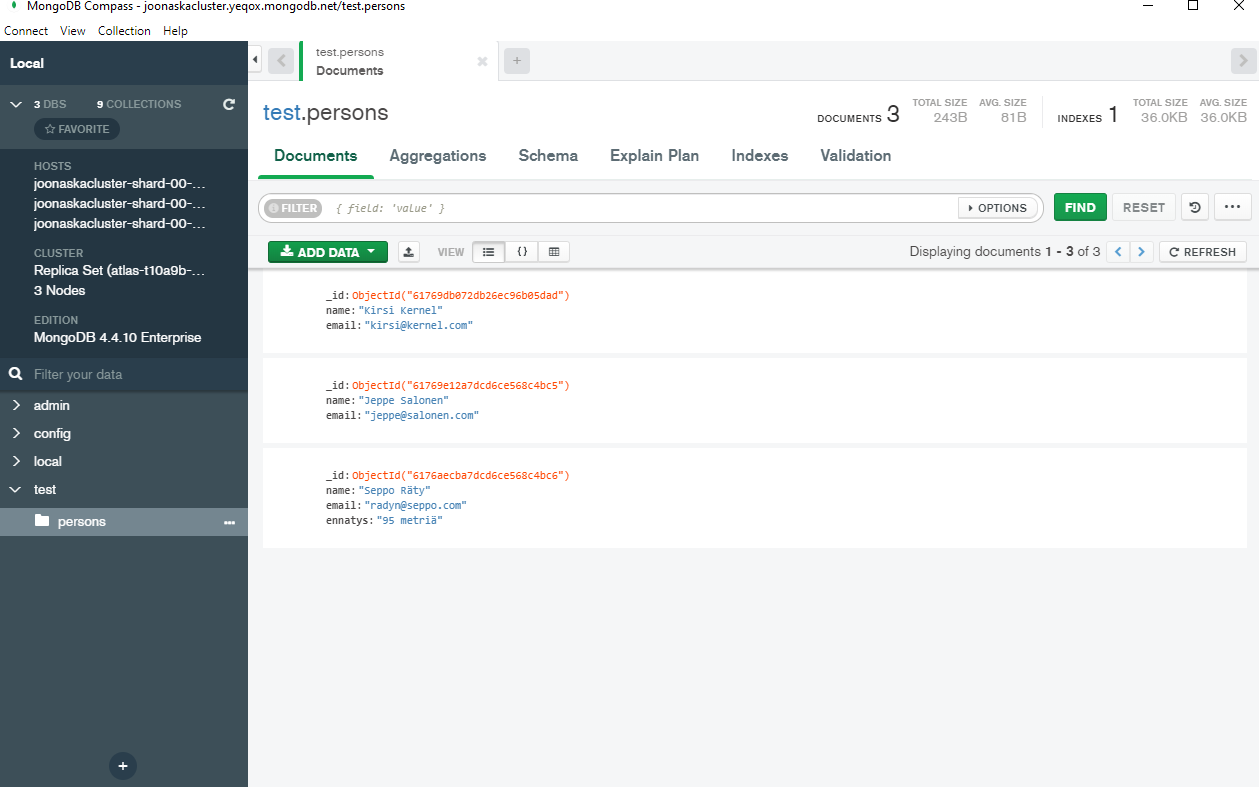 MongoDB Compass - joonaskacluster.yeqox.mongodb.net/test.persons
Connect View Collection Help
Local
3 DBS 9 COLLECTIONS
FAVORITE
HOSTS
joonaskacluster-shard-00-...
joonaskacluster-shard-00-...
joonaskacluster-shard-00-...
CLUSTER
Replica Set (atlas-t10a9b-...
3 Nodes
EDITION
MongoDB 4.4.10 Enterprise
Filter your data
admin
config
local
test
persons
test.persons
Documents
test.persons
DOCUMENTS 3 TOTAL SIZE 243B AVG. SIZE 81B INDEXES 1 TOTAL SIZE 36.0KB AVG. SIZE 36.0KB
Documents Aggregations Schema Explain Plan Indexes Validation
FILTER { field: 'value' } OPTIONS FIND RESET
ADD DATA VIEW {} Displaying documents 1 - 3 of 3 REFRESH
_id: ObjectId("61769db072db26ec96b05dad")
name: "Kirsi Kernel"
email: "kirsi@kernel.com"
_id: ObjectId("61769e12a7dcd6ce568c4bc5")
name: "Jeppe Salonen"
email: "jeppe@salonen.com"
_id: ObjectId("6176aecba7dcd6ce568c4bc6")
name: "Seppo Räty"
email: "radyn@seppo.com"
ennatys: "95 metriä"